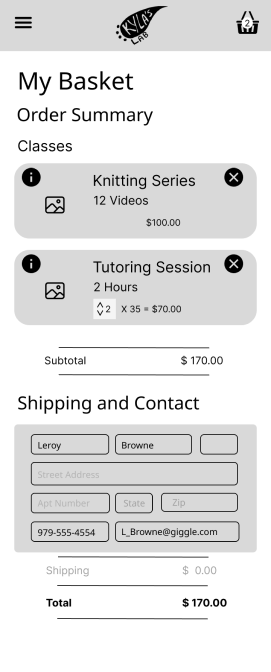 KYLA'S
LAB
2
My Basket
Order Summary
Classes
Knitting Series
12 Videos
$100.00
Tutoring Session
2 Hours
2 X 35 = $70.00
Subtotal $ 170.00
Shipping and Contact
Leroy Browne
Street Address
Apt Number State Zip
979-555-4554 L_Browne@giggle.com
Shipping $ 0.00
Total $ 170.00